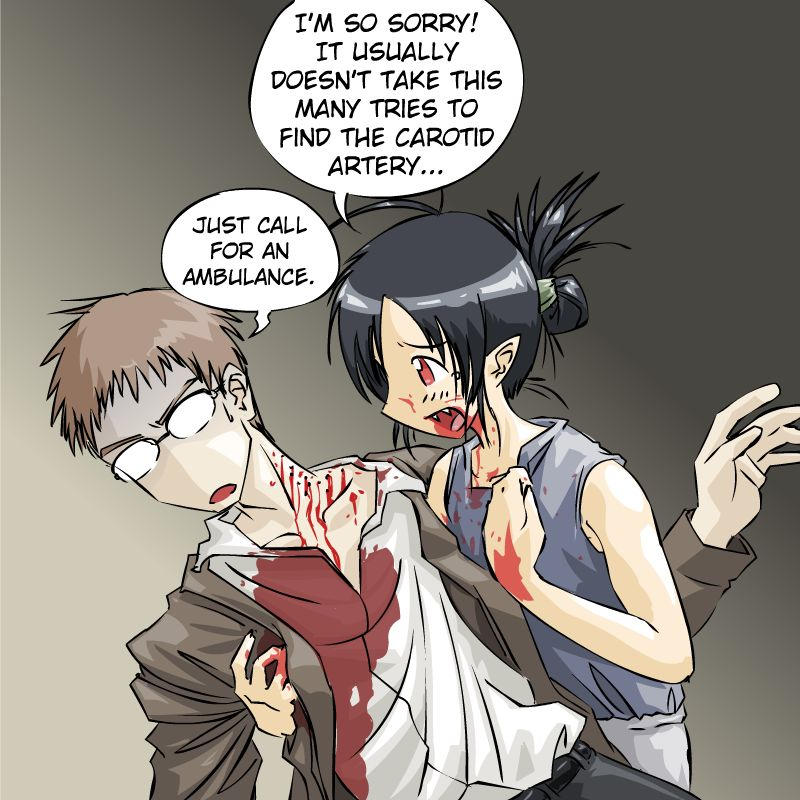 I'M SO SORRY!
IT USUALLY
DOESN'T TAKE THIS
MANY TRIES TO
FIND THE CAROTID
ARTERY...
JUST CALL
FOR AN
AMBULANCE.